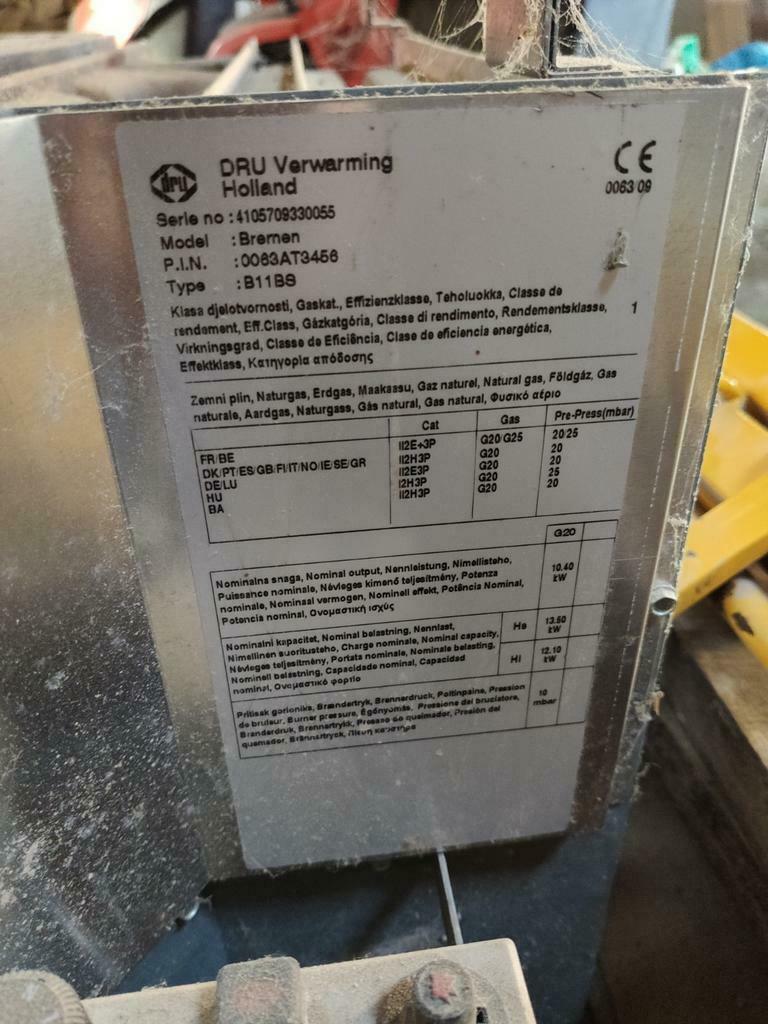 dru
DRU Verwarming
Holland
CE
0063/09
Serie no : 4105709330055
Model : Bremen
P.I.N. : 0063AT3456
Type : B11BS
Klasa djelotvornosti, Gaskat., Effizienzklasse, Teholuokka, Classe de
rendement, Eff.Class, Gázkatgória, Classe di rendimento, Rendementsklasse, 1
Virkningsgrad, Classe de Eficiência, Clase de eficiencia energética,
Effektklass, Κατηγορία απόδοσης
Zemni plin, Naturgas, Erdgas, Maakaasu, Gaz naturel, Natural gas, Földgáz, Gas
naturale, Aardgas, Naturgass, Gás natural, Gas natural, Φυσικό αέριο
Cat Gas Pre-Press(mbar)
FR/BE II2E+3P G20/G25 20/25
DK/PT/ES/GB/FI/IT/NO/IE/SE/GR II2H3P G20 20
DE/LU II2E3P G20 20
HU I2H3P G20 25
BA II2H3P G20 20
G20
Nominalna snaga, Nominal output, Nennleistung, Nimellisteho,
Puissance nominale, Névleges kimenő teljesítmény, Potenza
nominale, Nominaal vermogen, Nominell effekt, Potência Nominal,
Potencia nominal, Ονομαστική ισχύς
10.40
kW
Nominalni kapacitet, Nominal belastning, Nennlast,
Nimellinen suoritusteho, Charge nominale, Nominal capacity,
Névleges teljesítmény, Portata nominale, Nominale belasting,
Nominell belastning, Capacidade nominal, Capacidad
nominal, Ονομαστικό φορτίο
Hs 13.50
kW
Hi 12.10
kW
Pritisak gorionika, Brændertryk, Brennerdruck, Poltinpaine, Pression
de bruleur, Burner pressure, Égőnyomás, Pressione del bruciatore,
Branderdruk, Brennertrykk, Pressao do queimador, Presión del
quemador, Brännartryck, Πίεση καυστήρα
10
mbar